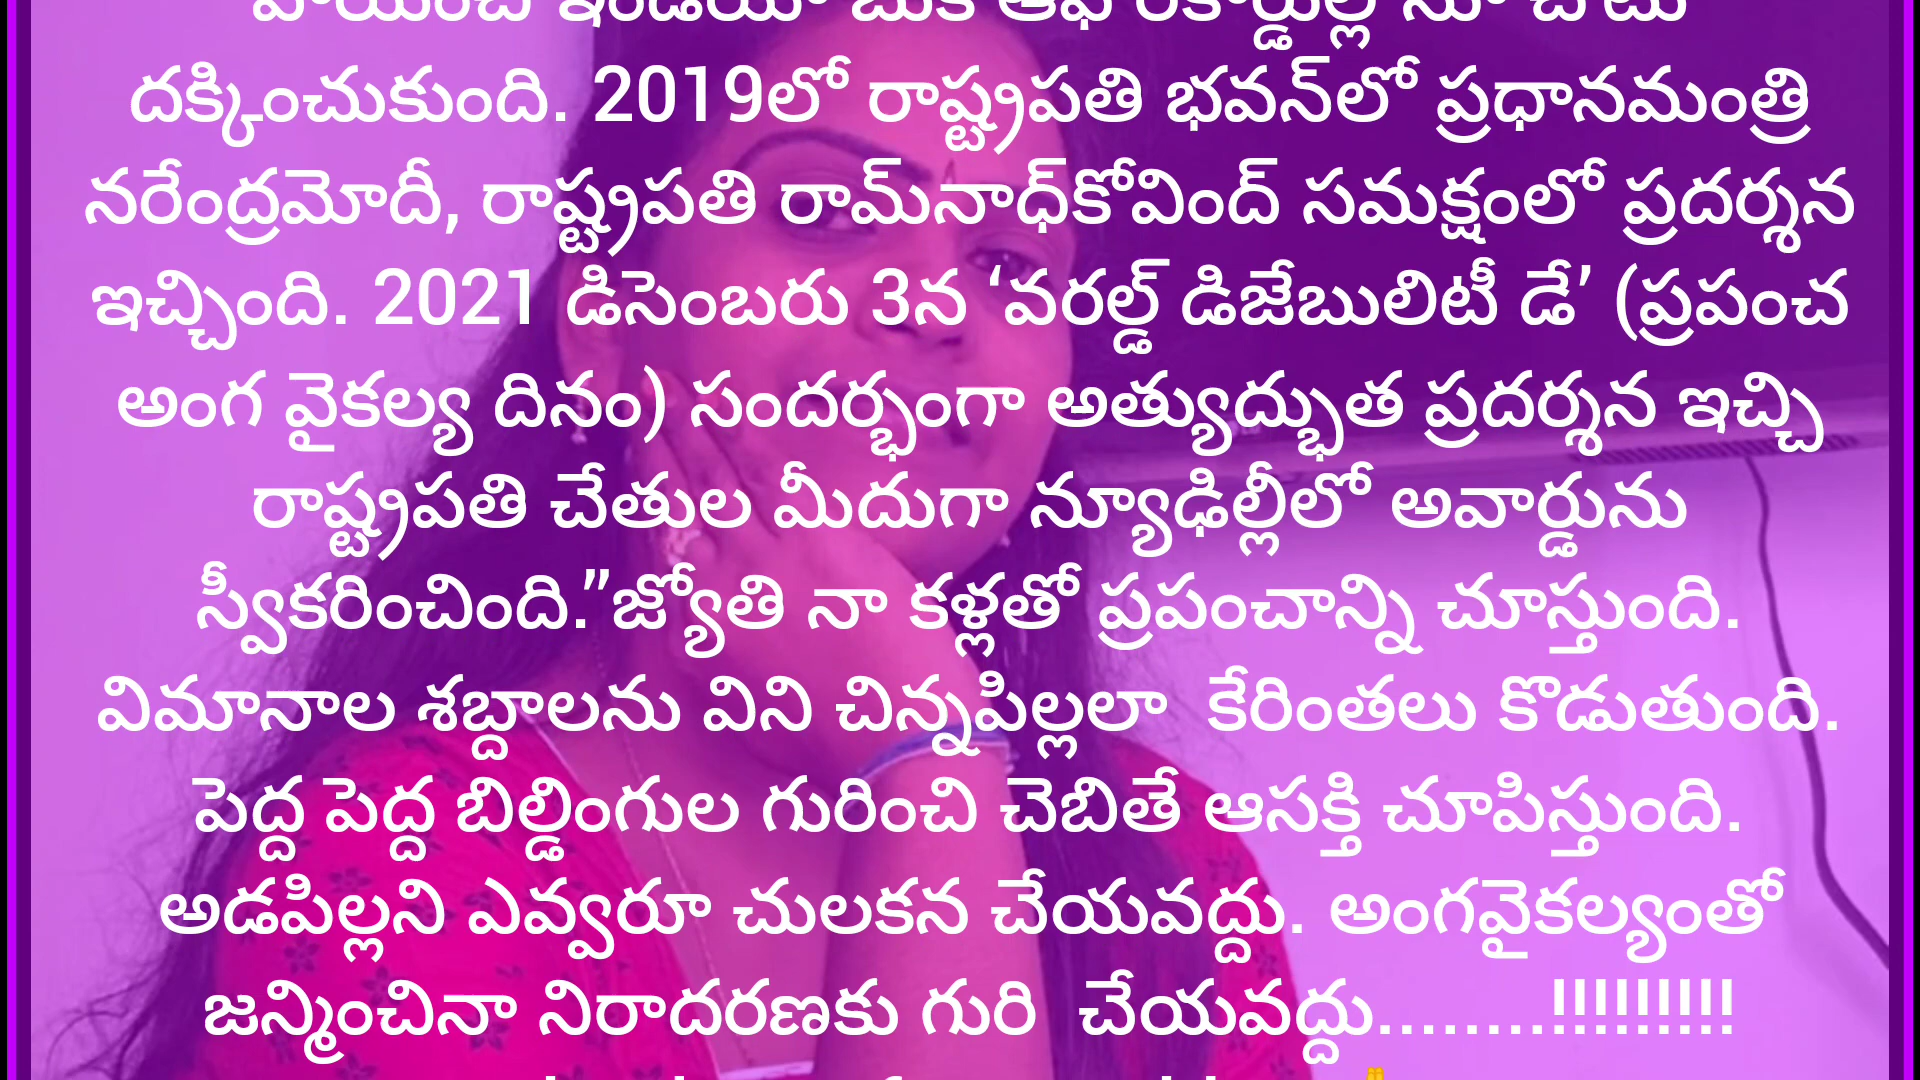 వాయించి ఇండియా బుక్ ఆఫ్ రికార్డుల్లో నూ చోటు
దక్కించుకుంది. 2019లో రాష్ట్రపతి భవన్‌లో ప్రధానమంత్రి
నరేంద్రమోదీ, రాష్ట్రపతి రామ్‌నాధ్‌కోవింద్ సమక్షంలో ప్రదర్శన
ఇచ్చింది. 2021 డిసెంబరు 3న ‘వరల్డ్ డిజేబులిటీ డే’ (ప్రపంచ
అంగ వైకల్య దినం) సందర్భంగా అత్యుద్భుత ప్రదర్శన ఇచ్చి
రాష్ట్రపతి చేతుల మీదుగా న్యూఢిల్లీలో అవార్డును
స్వీకరించింది.”జ్యోతి నా కళ్లతో ప్రపంచాన్ని చూస్తుంది.
విమానాల శబ్దాలను విని చిన్నపిల్లలా కేరింతలు కొడుతుంది.
పెద్ద పెద్ద బిల్డింగుల గురించి చెబితే ఆసక్తి చూపిస్తుంది.
అడపిల్లని ఎవ్వరూ చులకన చేయవద్దు. అంగవైకల్యంతో
జన్మించినా నిరాదరణకు గురి చేయవద్దు........!!!!!!!!!